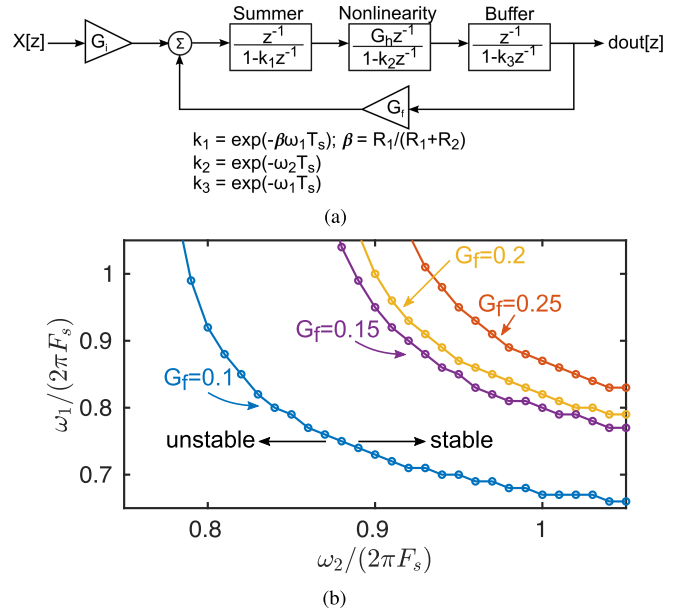 Summer Nonlinearity Buffer
X[z] G_i Σ z^-1 G_h z^-1 z^-1 dout[z]
1-k_1z^-1 1-k_2z^-1 1-k_3z^-1
G_f
k_1 = exp(-βω_1T_s); β = R_1/(R_1+R_2)
k_2 = exp(-ω_2T_s)
k_3 = exp(-ω_1T_s)
(a)
1
0.9
0.8
0.7
ω_1/(2πF_s)
G_f=0.2
G_f=0.25
G_f=0.15
G_f=0.1
unstable stable
0.8 0.9 1
ω_2/(2πF_s)
(b)